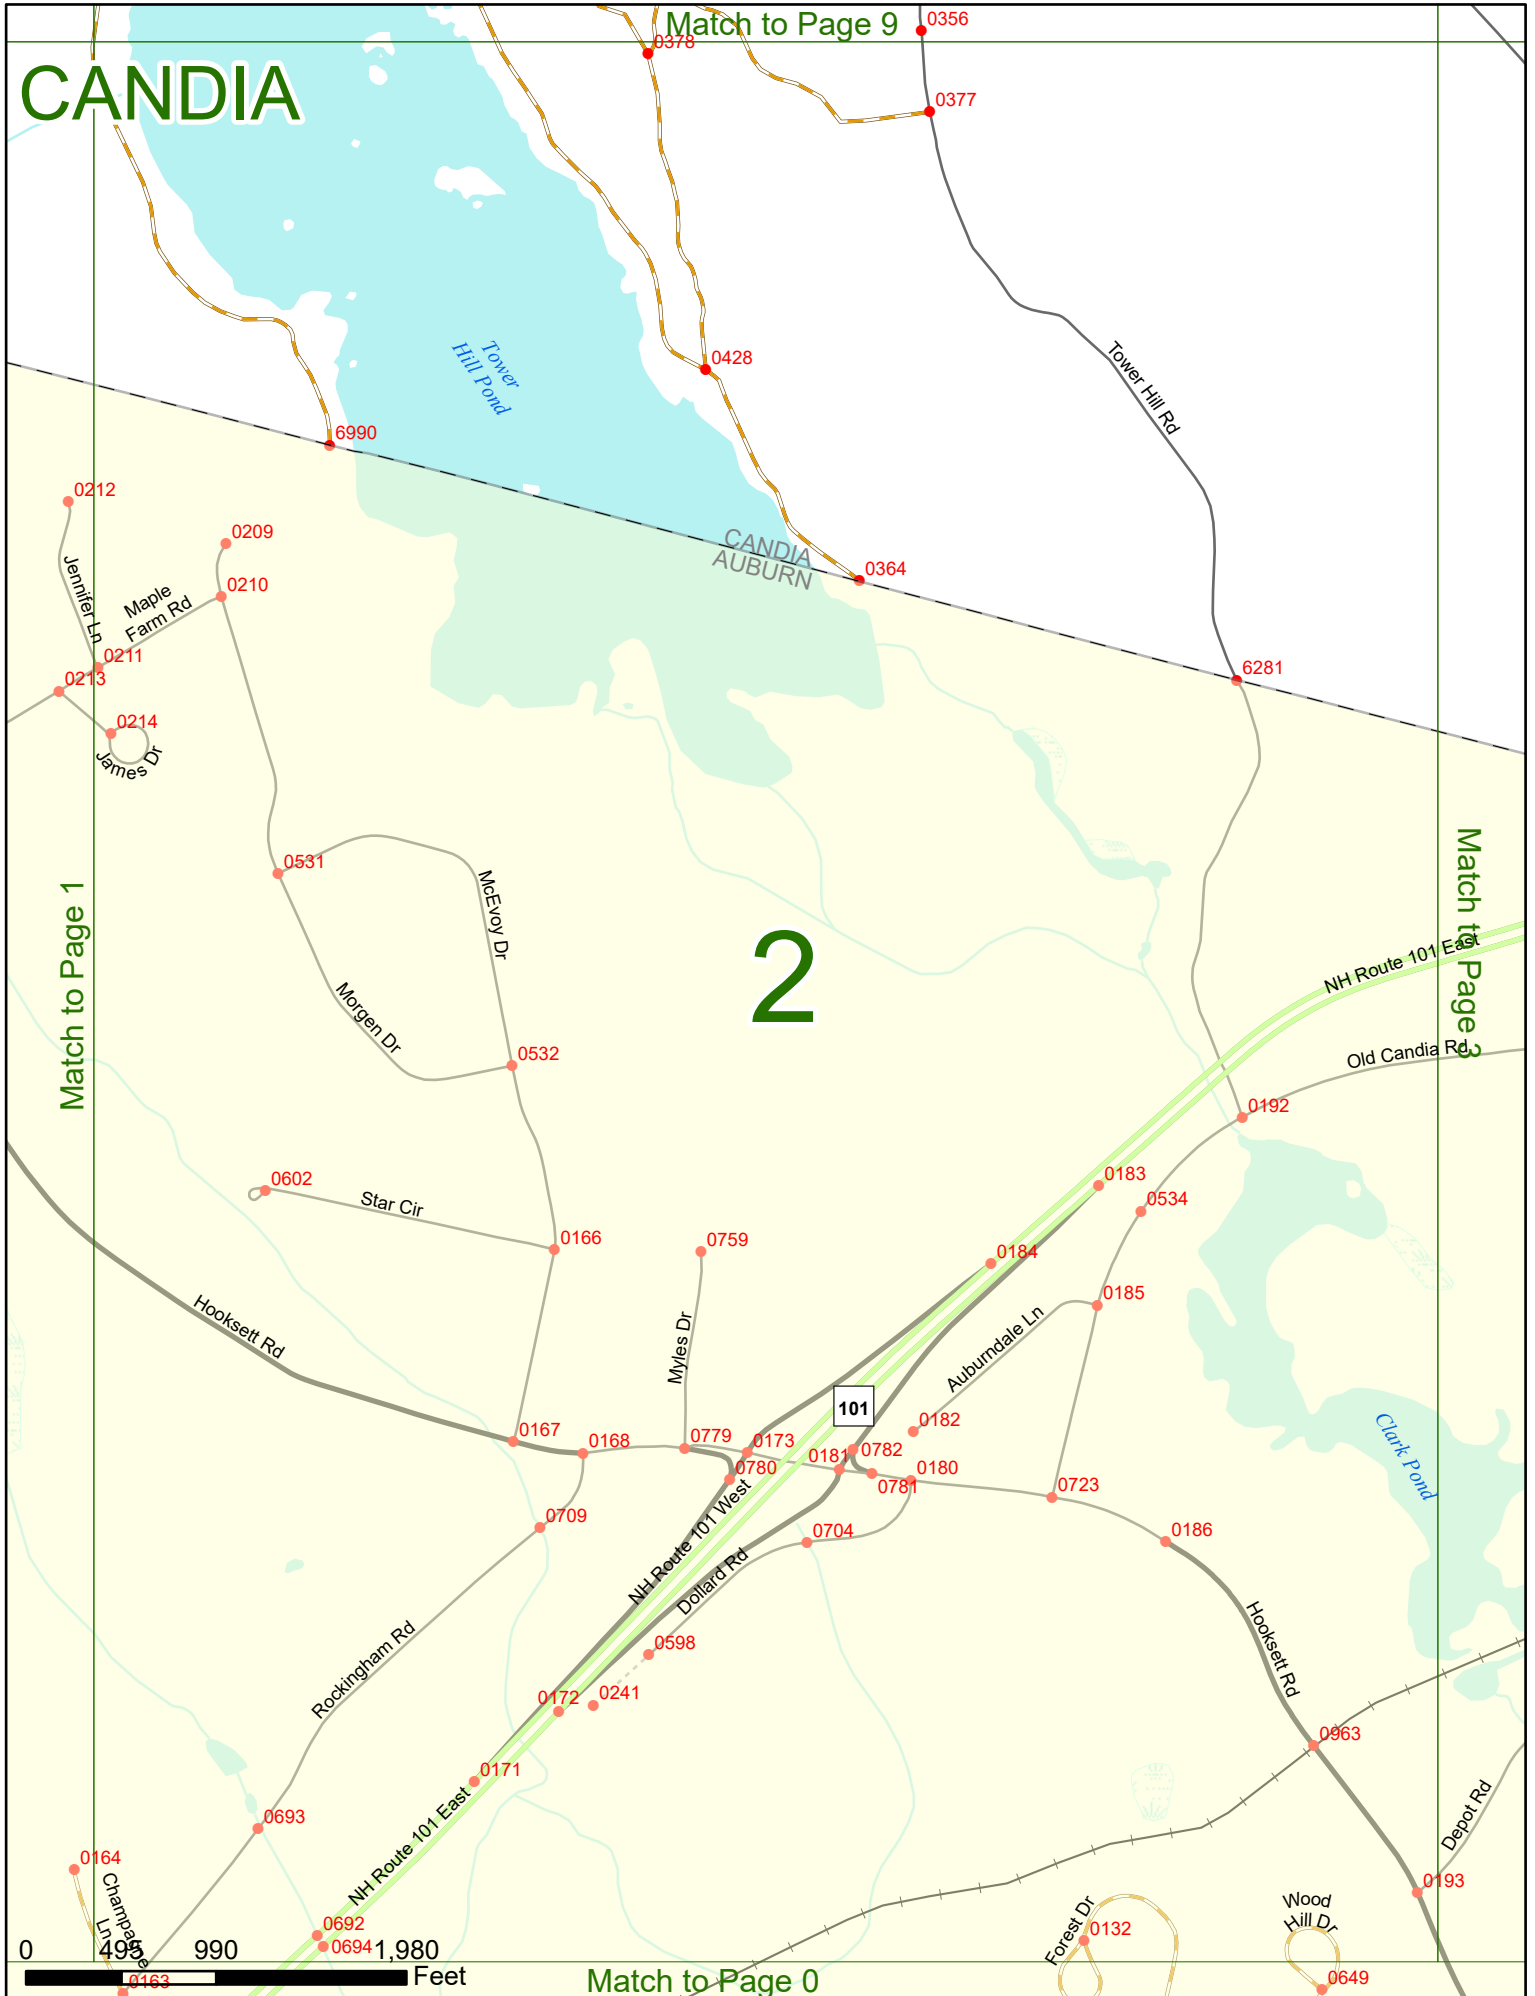 Match to Page 9
0356
0378
CANDIA
0377
Tower
Hill Pond
0428
Tower Hill Rd
6990
0212
0209
CANDIA
AUBURN
0364
Jennifer Ln
Maple
Farm Rd
0210
0211
0213
6281
0214
James Dr
0531
McEvoy Dr
Match to Page 1
2
Match to Page 3
NH Route 101 East
Morgen Dr
0532
Old Candia Rd
0192
0602
Star Cir
0183
0534
0166
0759
0184
0185
Hooksett Rd
Myles Dr
Auburndale Ln
101
0182
Clark Pond
0167
0168
0779
0173
0181
0782
0780
0781
0180
0723
NH Route 101 West
0709
0704
0186
Dollard Rd
Rockingham Rd
0598
Hooksett Rd
0172
0241
0963
0171
NH Route 101 East
0693
Depot Rd
0164
Champagne
Ln
0193
Forest Dr
0132
Wood
Hill Dr
0692
0694
0 495 990 1,980
Feet
0163
Match to Page 0
0649